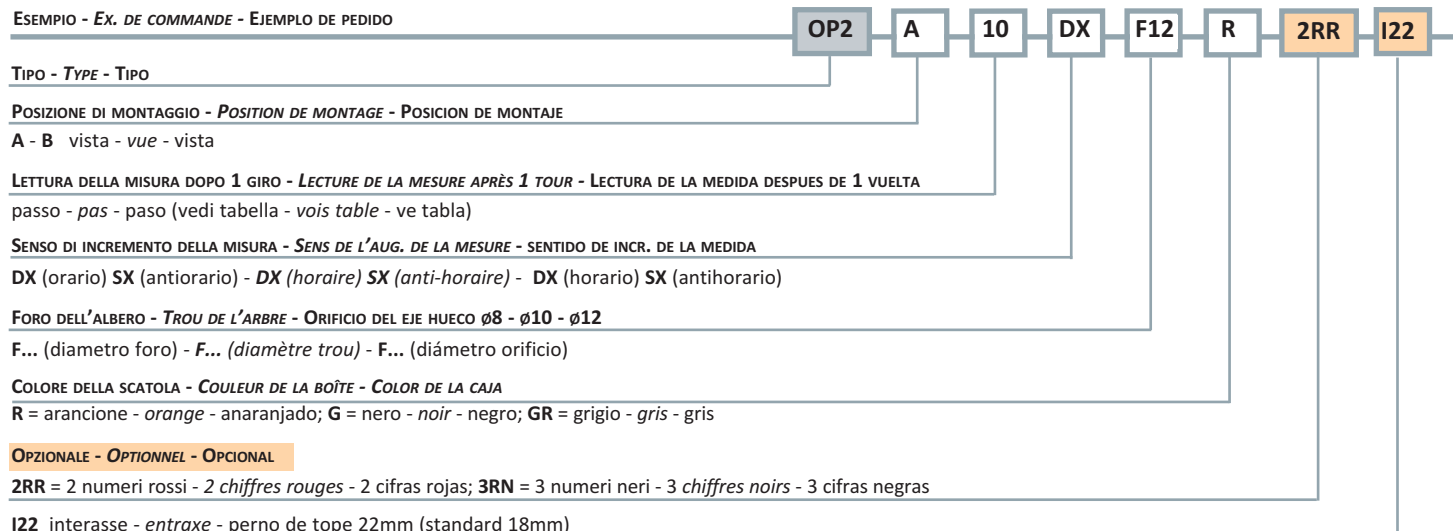 ESEMPIO - EX. DE COMMANDE - EJEMPLO DE PEDIDO
OP2 A 10 DX F12 R 2RR I22
TIPO - TYPE - TIPO
POSIZIONE DI MONTAGGIO - POSITION DE MONTAGE - POSICION DE MONTAJE
A - B vista - vue - vista
LETTURA DELLA MISURA DOPO 1 GIRO - LECTURE DE LA MESURE APRÈS 1 TOUR - LECTURA DE LA MEDIDA DESPUES DE 1 VUELTA
passo - pas - paso (vedi tabella - vois table - ve tabla)
SENSO DI INCREMENTO DELLA MISURA - SENS DE L'AUG. DE LA MESURE - SENTIDO DE INCR. DE LA MEDIDA
DX (orario) SX (antiorario) - DX (horaire) SX (anti-horaire) - DX (horario) SX (antihorario)
FORO DELL'ALBERO - TROU DE L'ARBRE - ORIFICIO DEL EJE HUECO Ø8 - Ø10 - Ø12
F... (diametro foro) - F... (diamètre trou) - F... (diámetro orificio)
COLORE DELLA SCATOLA - COULEUR DE LA BOÎTE - COLOR DE LA CAJA
R = arancione - orange - anaranjado; G = nero - noir - negro; GR = grigio - gris - gris
OPZIONALE - OPTIONNEL - OPCIONAL
2RR = 2 numeri rossi - 2 chiffres rouges - 2 cifras rojas; 3RN = 3 numeri neri - 3 chiffres noirs - 3 cifras negras
I22 interasse - entraxe - perno de tope 22mm (standard 18mm)